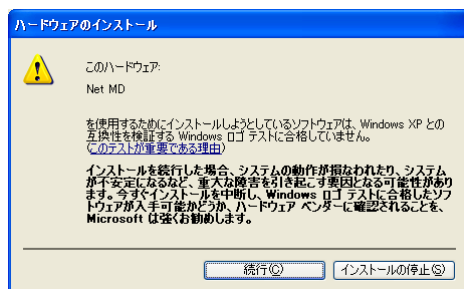 ハードウェアのインストール
このハードウェア:
Net MD
を使用するためにインストールしようとしているソフトウェアは、Windows XP との
互換性を検証する Windows ロゴ テストに合格していません。
(このテストが重要である理由)
インストールを続行した場合、システムの動作が損なわれたり、システム
が不安定になるなど、重大な障害を引き起こす要因となる可能性があり
ます。今すぐインストールを中断し、Windows ロゴ テストに合格したソフ
トウェアが入手可能かどうか、ハードウェア ベンダーに確認されることを、
Microsoft は強くお勧めします。
続行(C)
インストールの停止(S)